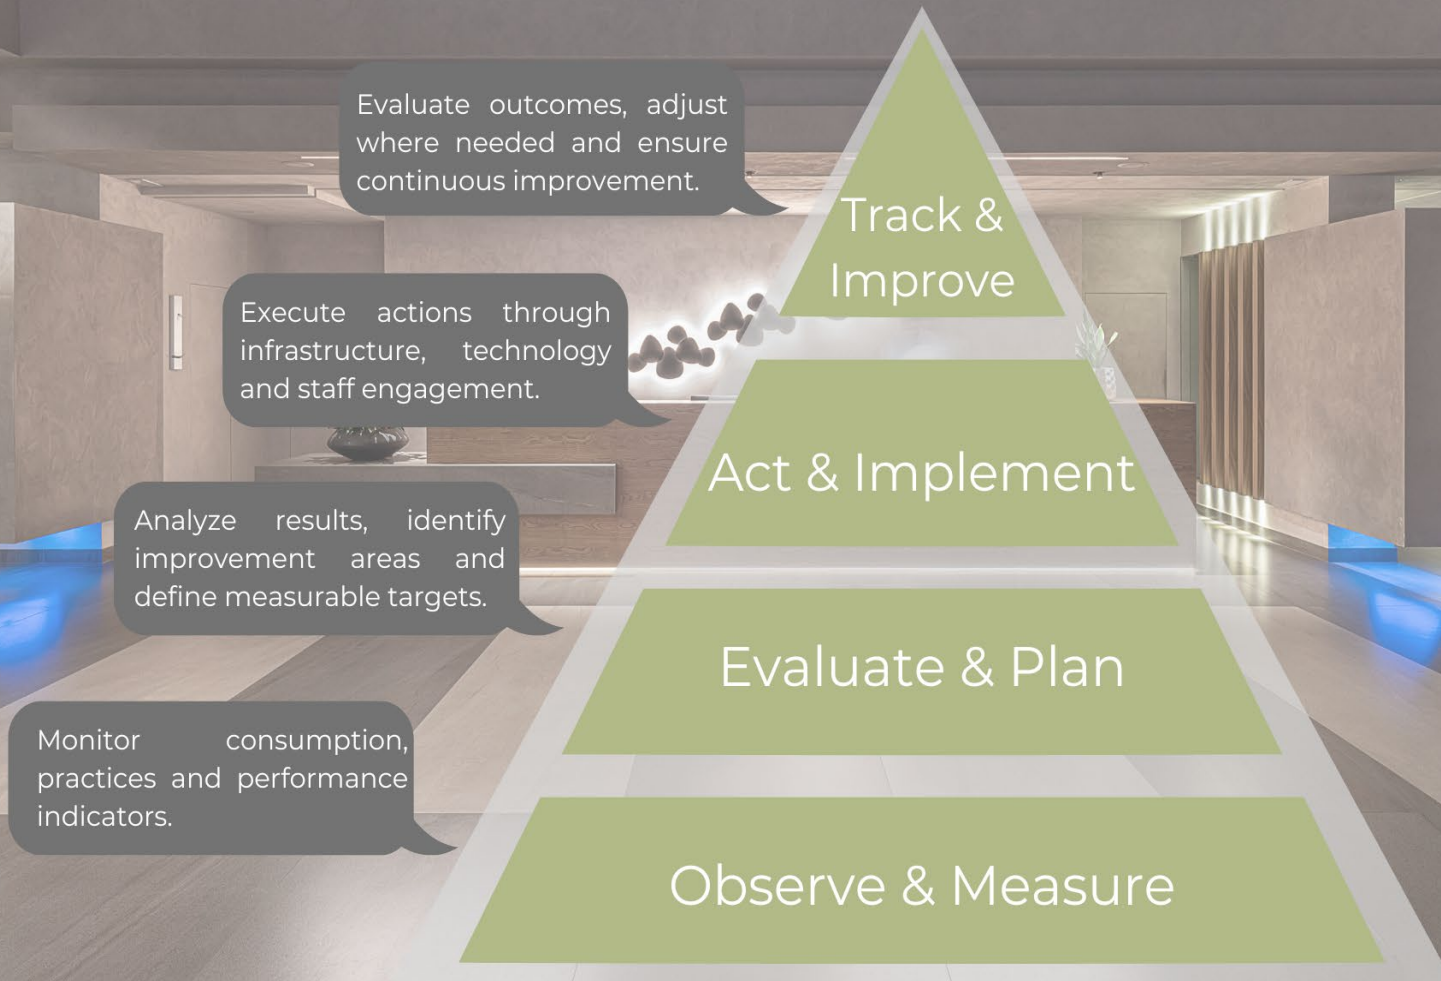 Evaluate outcomes, adjust
where needed and ensure
continuous improvement.
Track &
Improve
Execute actions through
infrastructure, technology
and staff engagement.
Act & Implement
Analyze results, identify
improvement areas and
define measurable targets.
Evaluate & Plan
Monitor consumption,
practices and performance
indicators.
Observe & Measure